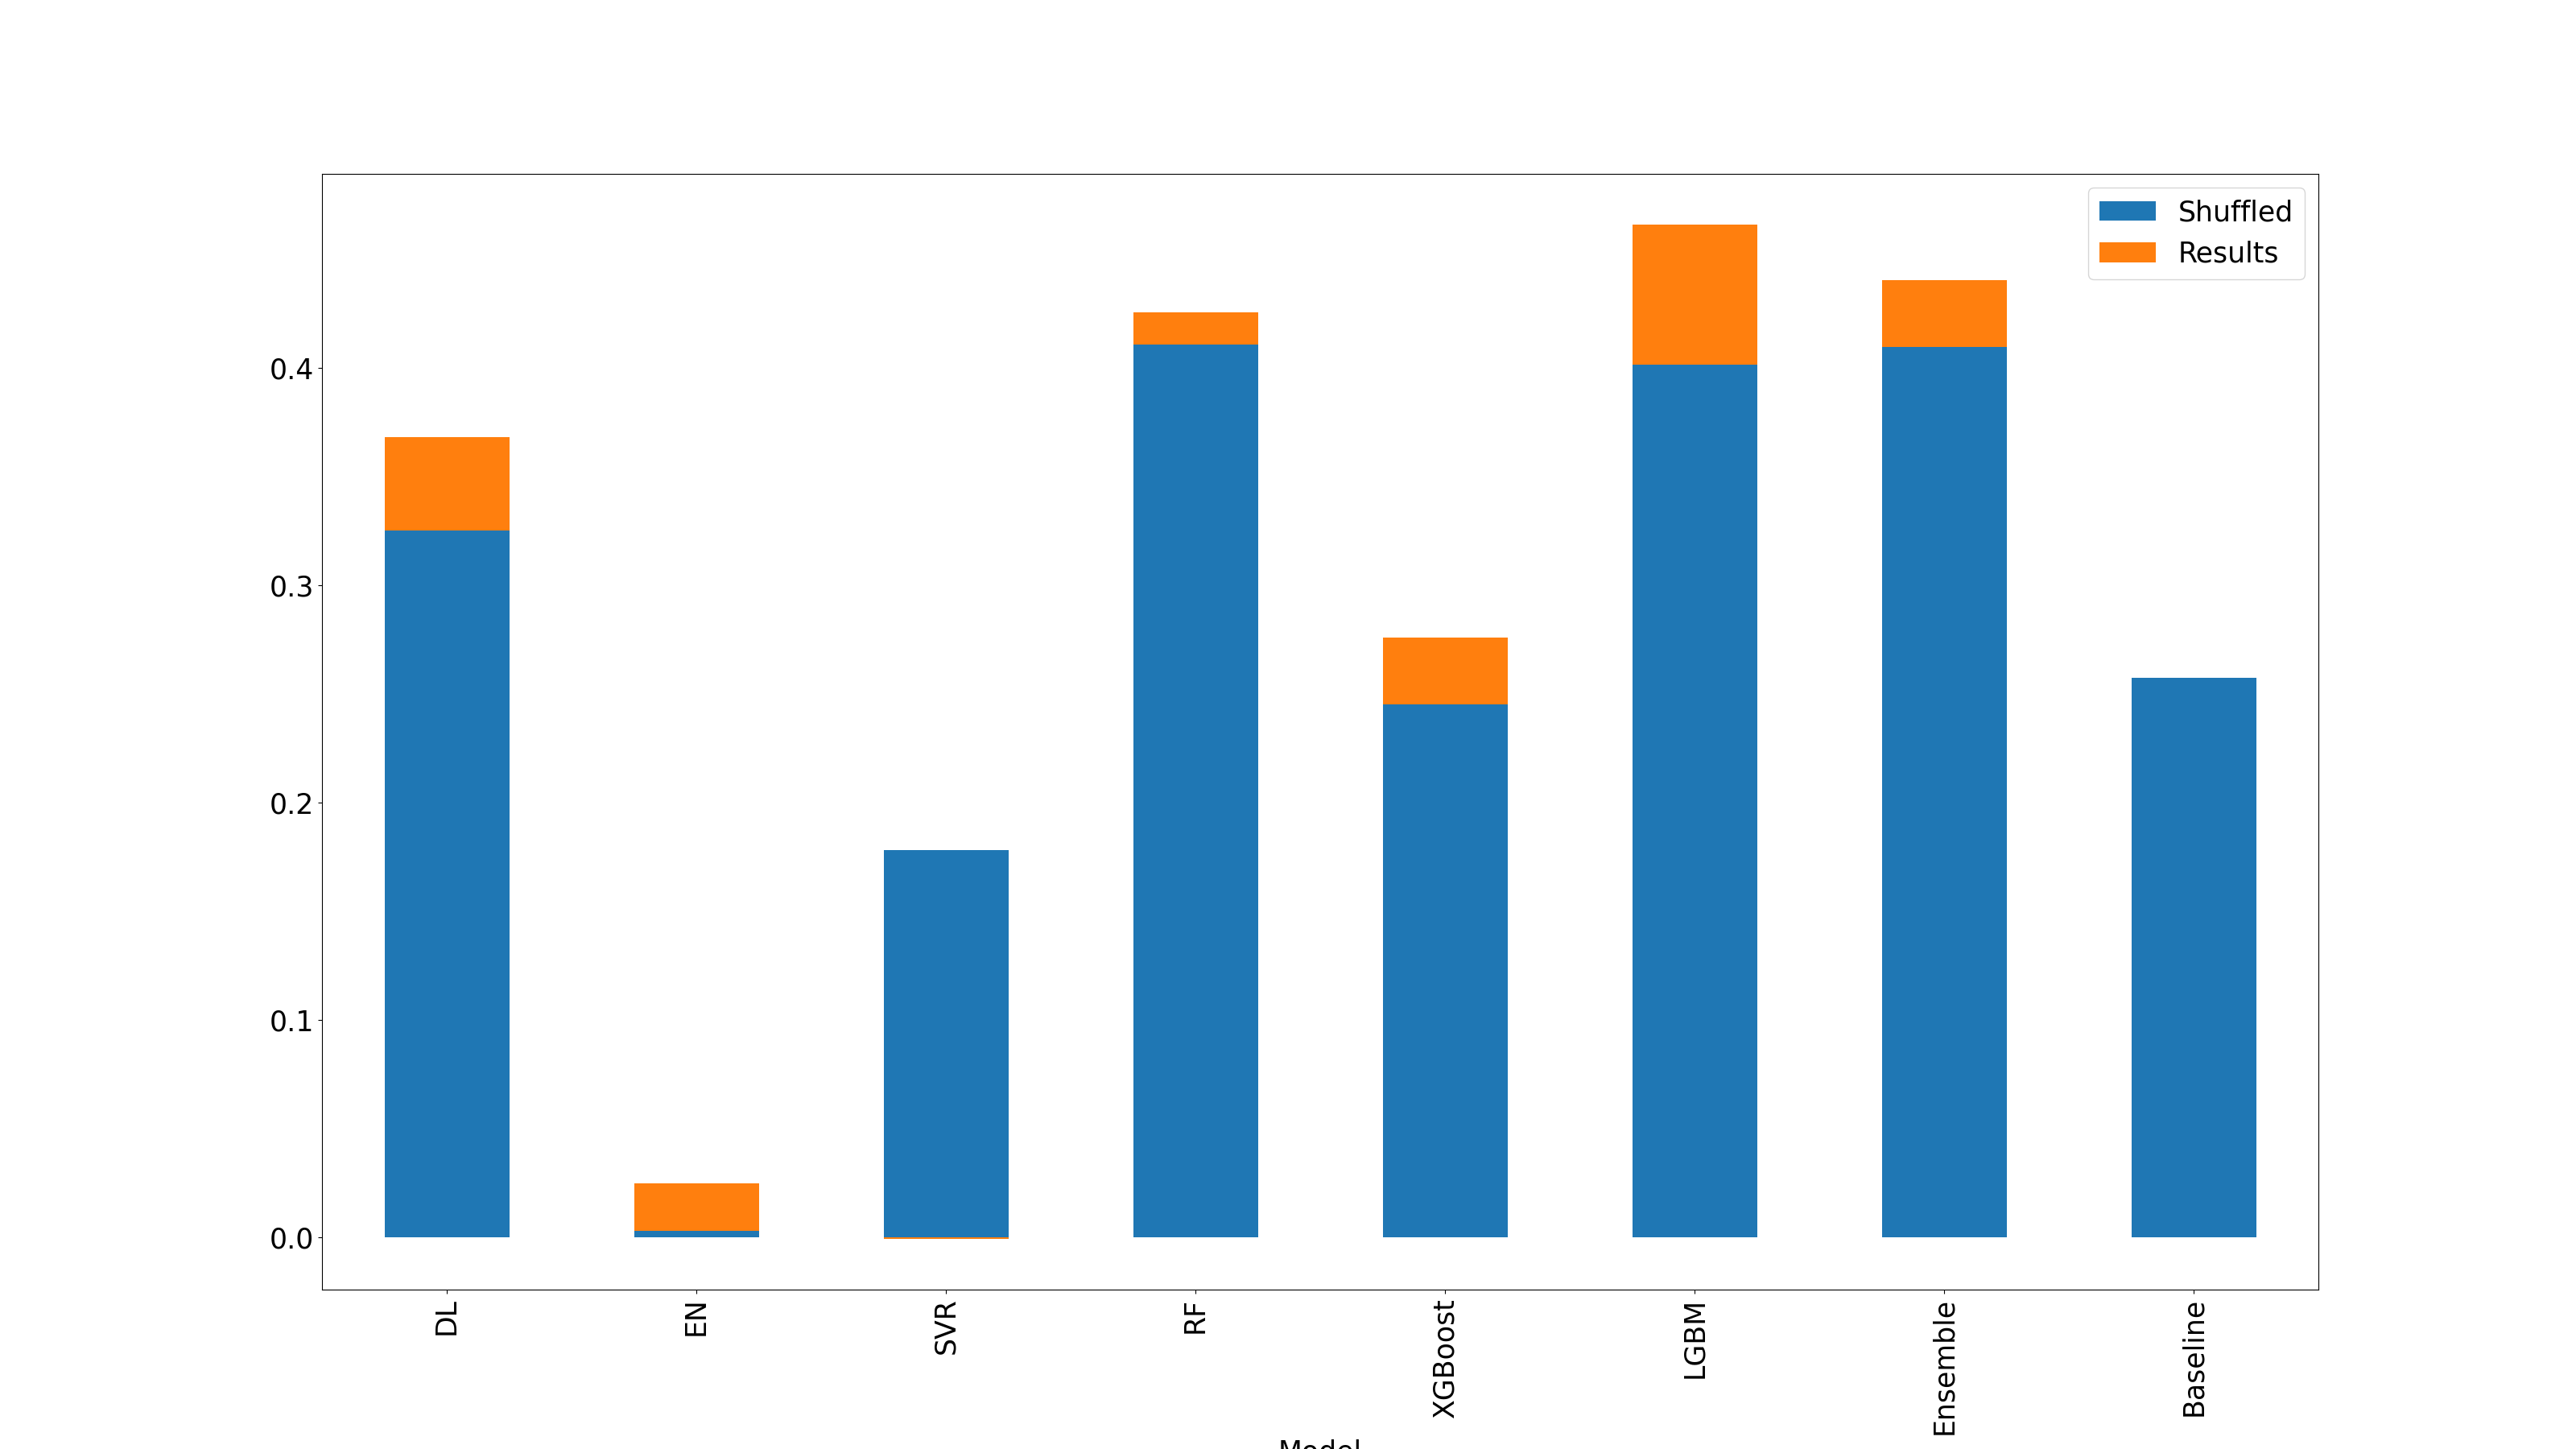 Shuffled
Results
0.4
0.3
0.2
0.1
0.0
DL
EN
SVR
RF
XGBoost
LGBM
Ensemble
Baseline
Model